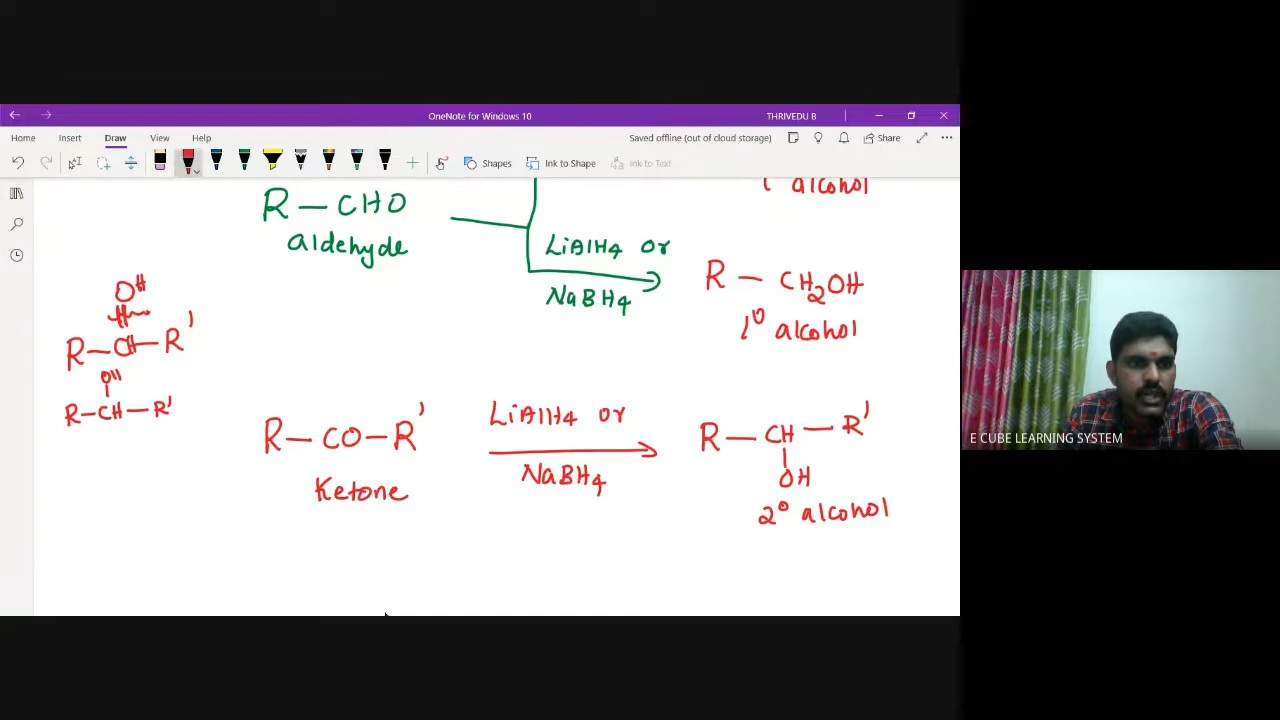 OneNote for Windows 10
THRIVEDU B
Home Insert Draw View Help
Saved offline (out of cloud storage)
Share
Shapes
Ink to Shape
Ink to Text
1 alcohol
R — CHO
aldehyde
LiAlH4 or
NaBH4
R — CH2OH
1° alcohol
OH
R — CH — R'
OH
R — CH — R'
R — CO — R'
Ketone
LiAlH4 or
NaBH4
R — CH — R'
OH
2° alcohol
E CUBE LEARNING SYSTEM